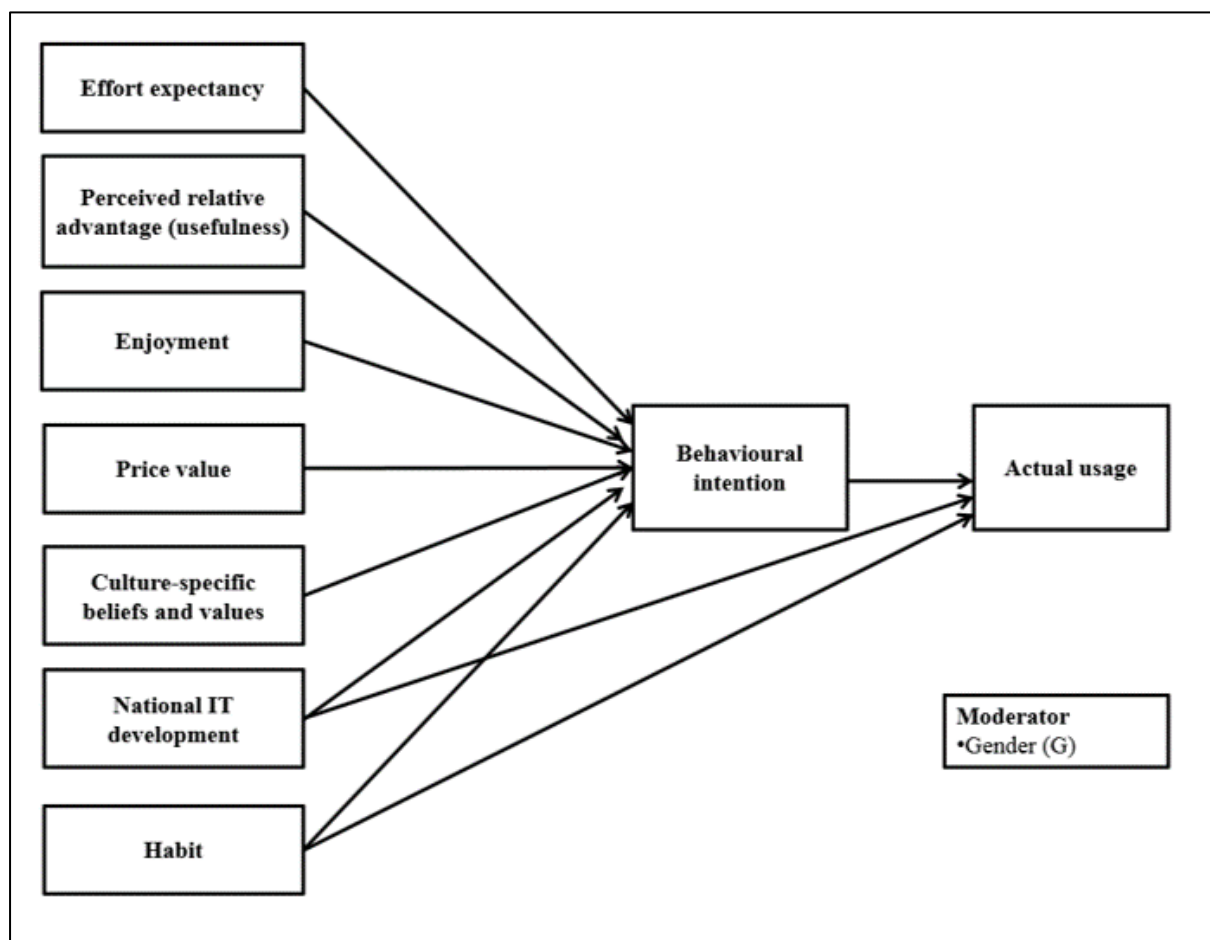 Effort expectancy
Perceived relative
advantage (usefulness)
Enjoyment
Price value
Culture-specific
beliefs and values
National IT
development
Habit
Behavioural
intention
Actual usage
Moderator
•Gender (G)